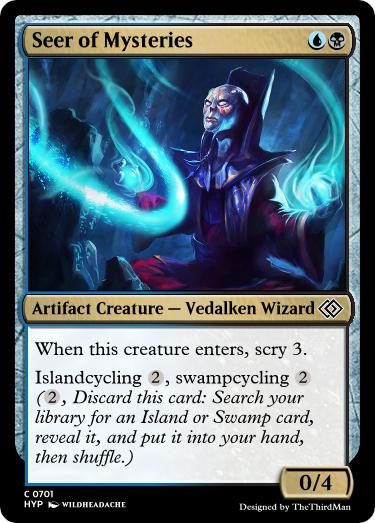 Seer of Mysteries
Artifact Creature — Vedalken Wizard
When this creature enters, scry 3.
Islandcycling 2, swampcycling 2
(2, Discard this card: Search your
library for an Island or Swamp card,
reveal it, and put it into your hand,
then shuffle.)
0/4
C 0701
HYP WILDHEADACHE
Designed by TheThirdMan